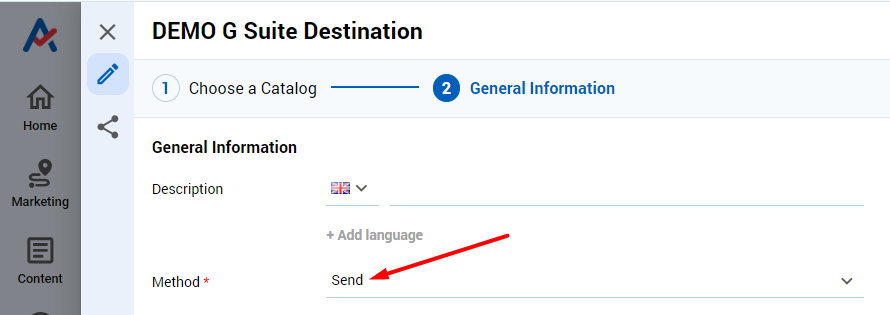 DEMO G Suite Destination
1 Choose a Catalog 2 General Information
Home
General Information
Description
Marketing
+ Add language
Content
Method * Send